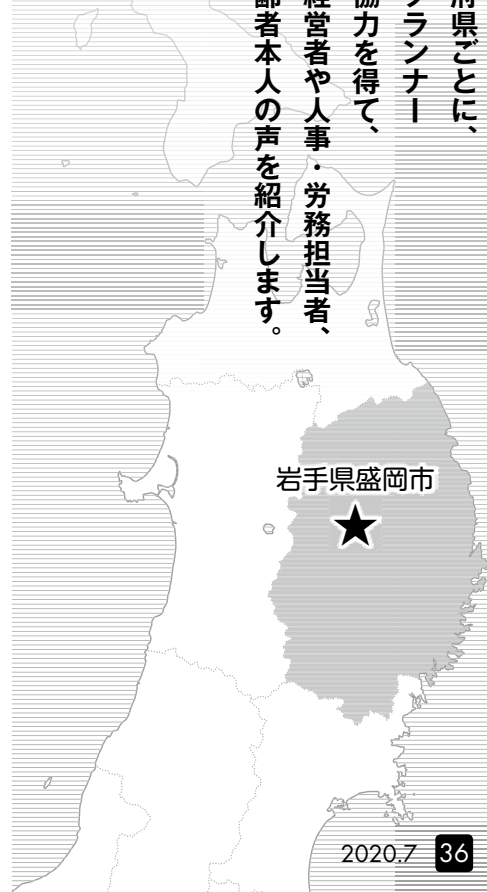 府県ごとに、
プランナー
協力を得て、
経営者や人事・労務担当者、
齢者本人の声を紹介します。
岩手県盛岡市
2020.7 36